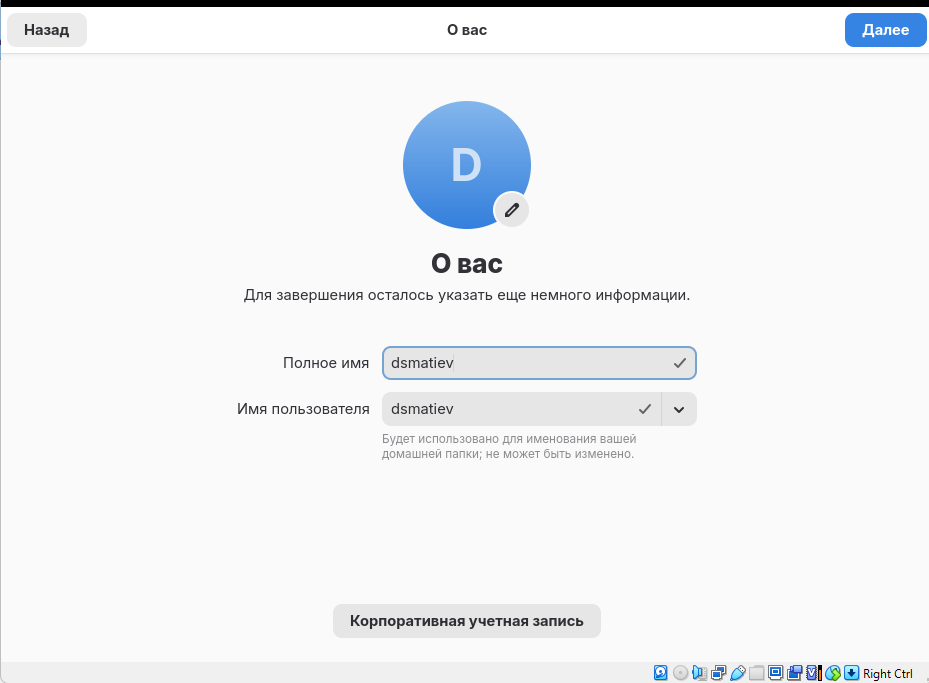 Назад
О вас
Далее
D
О вас
Для завершения осталось указать еще немного информации.
Полное имя
dsmatiev
Имя пользователя
dsmatiev
Будет использовано для именования вашей
домашней папки; не может быть изменено.
Корпоративная учетная запись
Right Ctrl